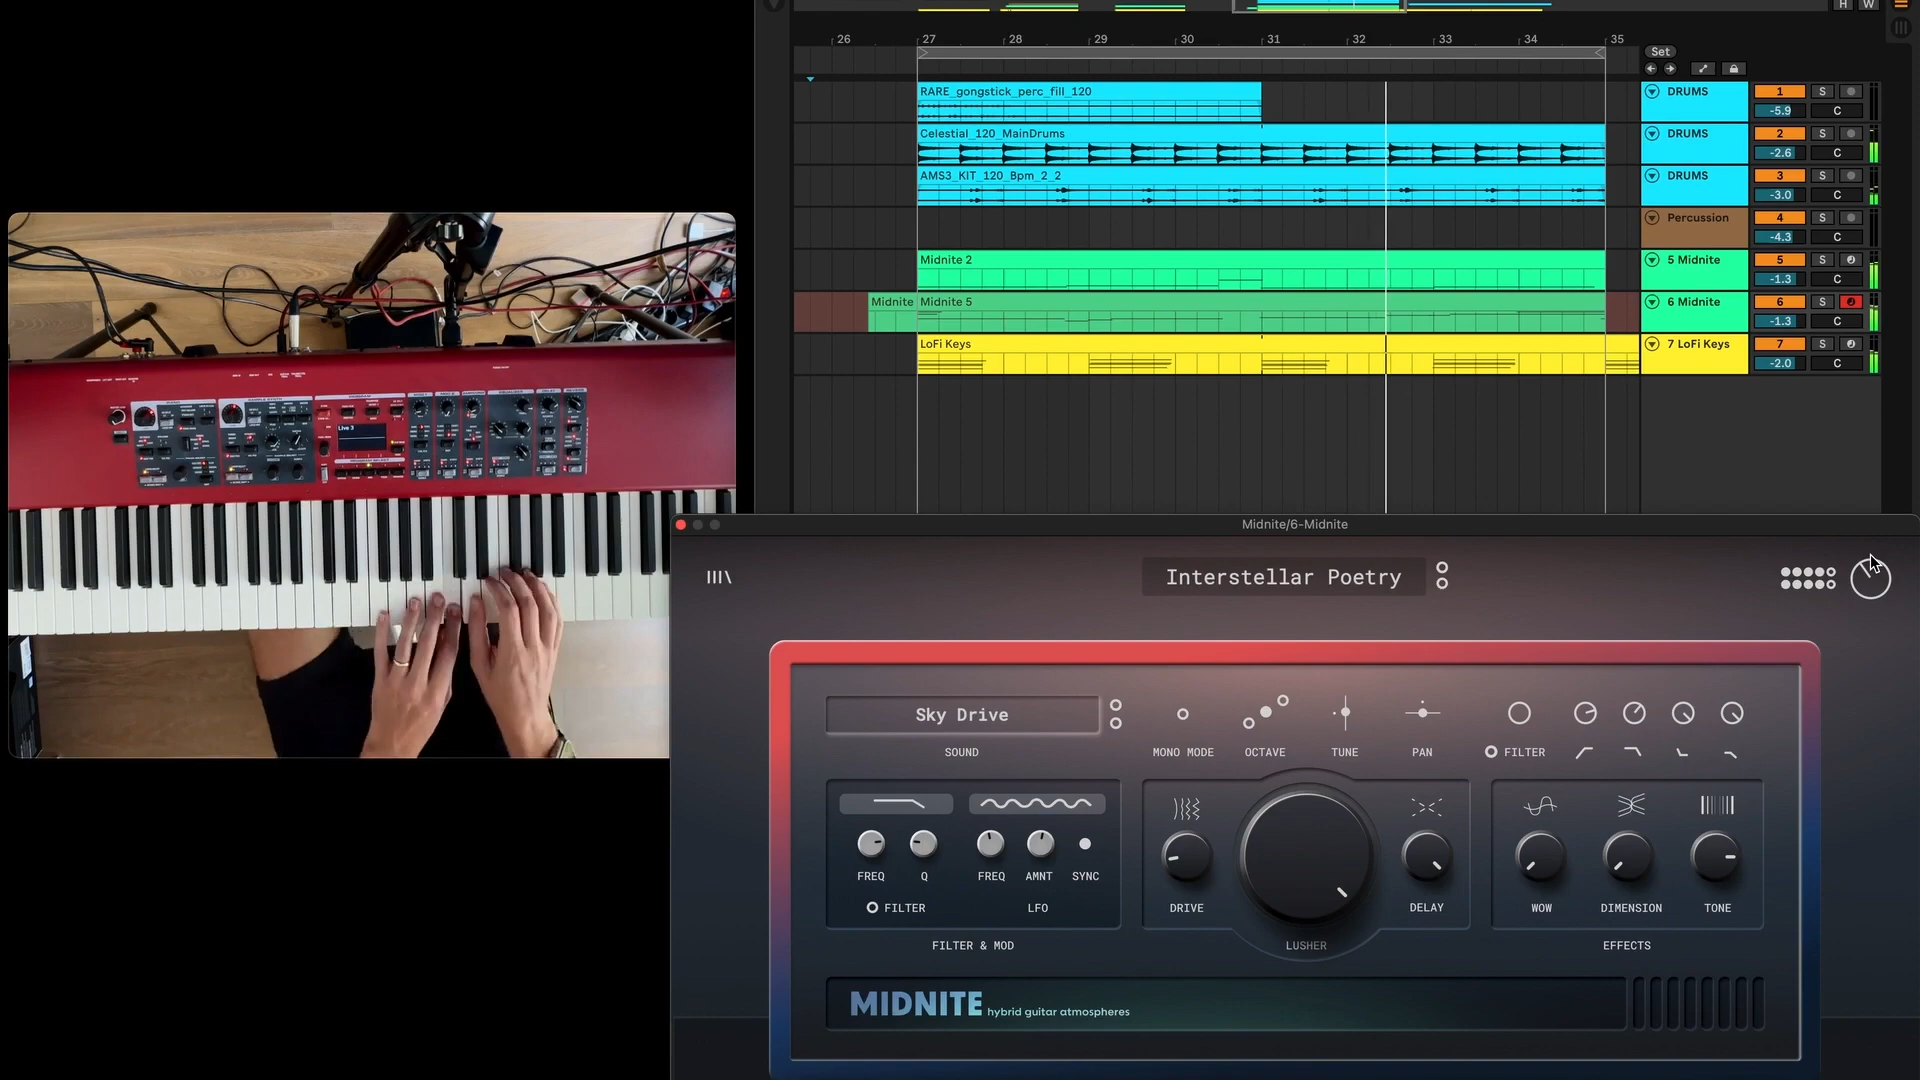 H W
26 27 28 29 30 31 32 33 34 35
Set
RARE_gongstick_perc_fill_120
DRUMS 1 S
-5.9 C
Celestial_120_MainDrums
DRUMS 2 S
-2.6 C
AMS3_KIT_120_Bpm_2_2
DRUMS 3 S
-3.0 C
Percussion 4 S
-4.3 C
Midnite 2
5 Midnite 5 S
-1.3 C
Midnite Midnite 5
6 Midnite 6 S
-1.3 C
LoFi Keys
7 LoFi Keys 7 S
-2.0 C
Live 3
Midnite/6-Midnite
Interstellar Poetry
Sky Drive
SOUND MONO MODE OCTAVE TUNE PAN FILTER
FREQ Q FREQ AMNT SYNC
FILTER LFO
DRIVE DELAY
WOW DIMENSION TONE
FILTER & MOD LUSHER EFFECTS
MIDNITE hybrid guitar atmospheres